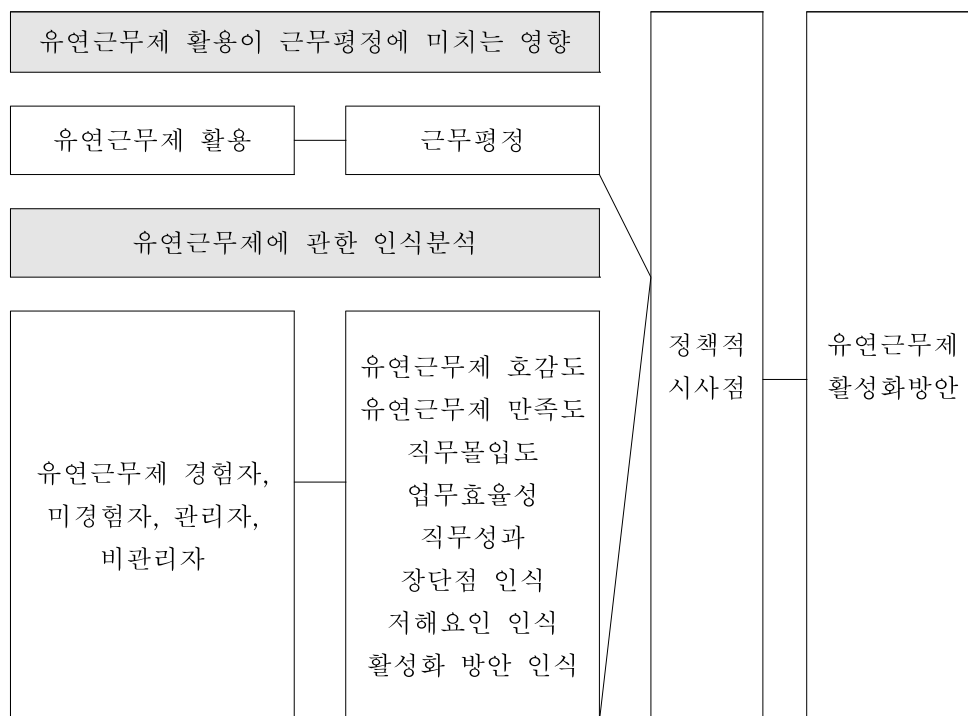 유연근무제 활용이 근무평정에 미치는 영향
유연근무제 활용
근무평정
유연근무제에 관한 인식분석
유연근무제 경험자,
미경험자, 관리자,
비관리자
유연근무제 호감도
유연근무제 만족도
직무몰입도
업무효율성
직무성과
장단점 인식
저해요인 인식
활성화 방안 인식
정책적
시사점
유연근무제
활성화방안